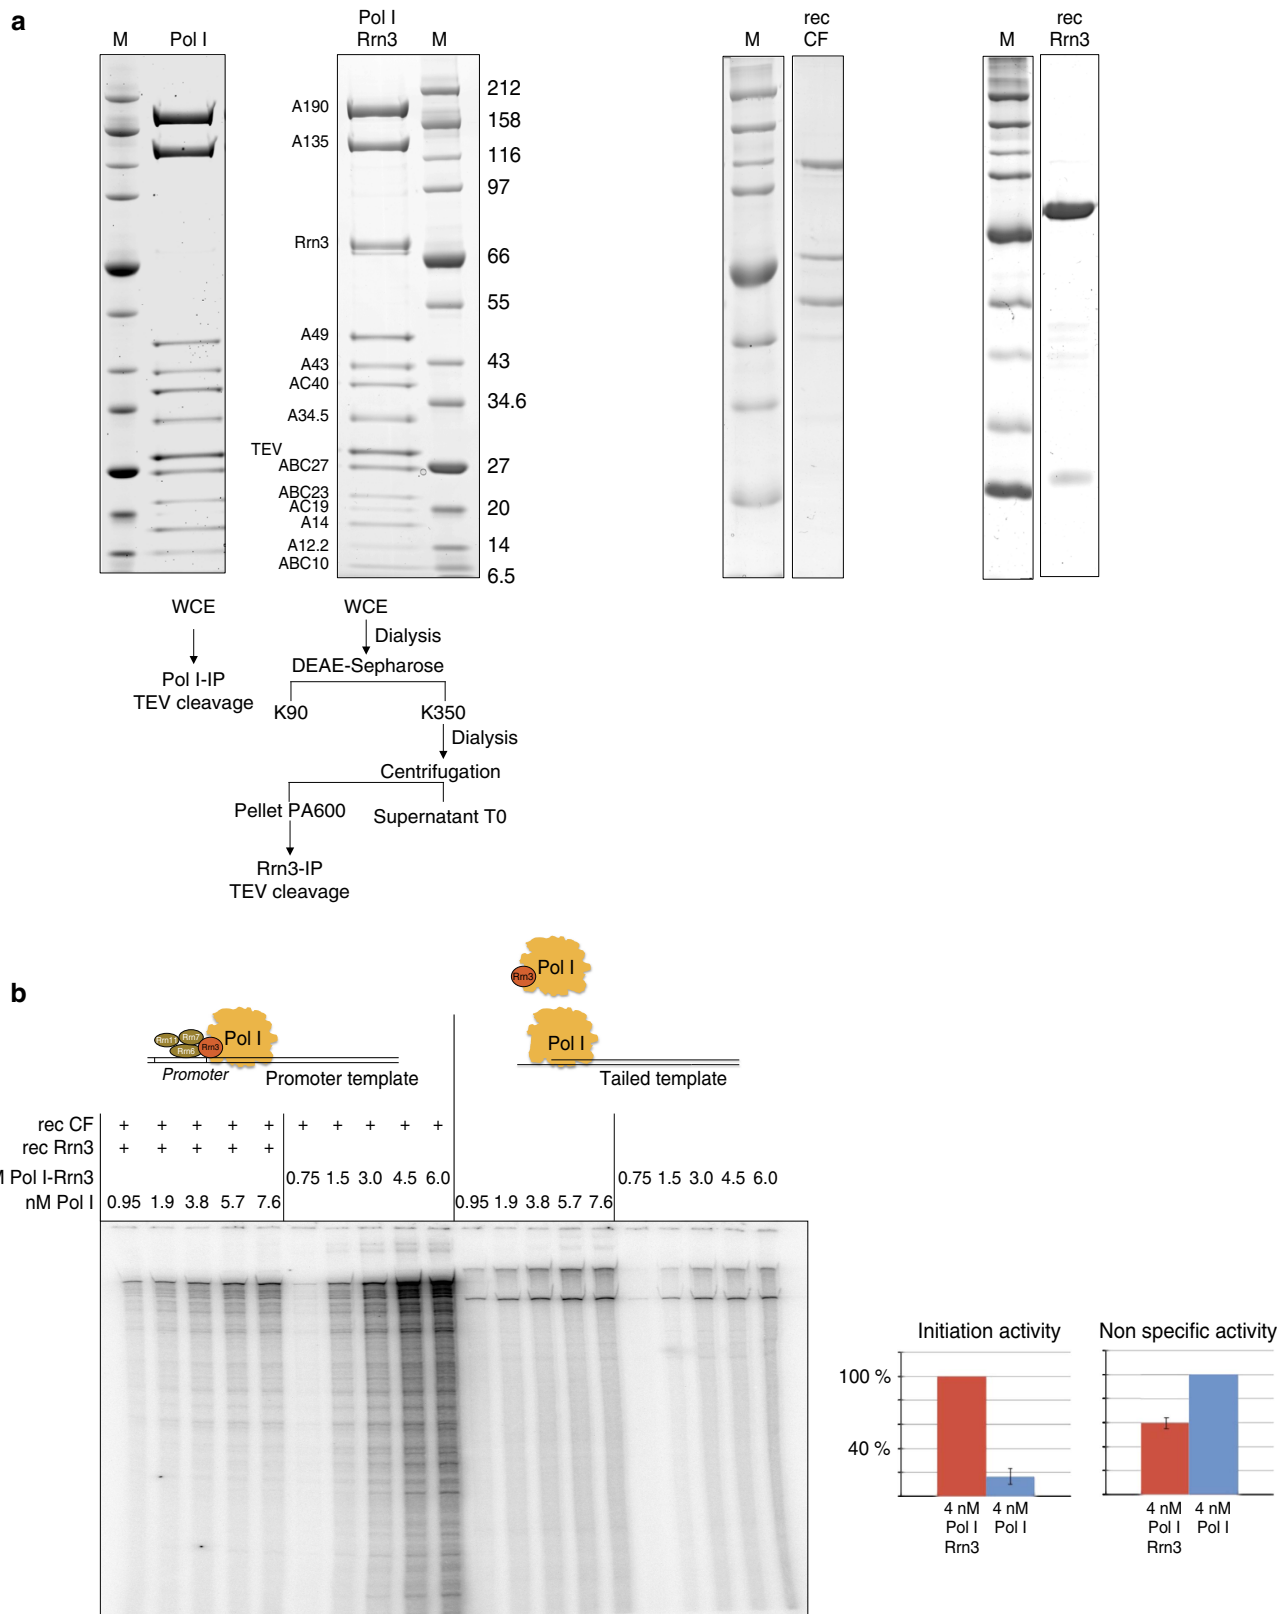 a
M
Pol I
Pol I
Rrn3
M
M
rec
CF
M
rec
Rrn3
A190
A135
Rrn3
A49
A43
AC40
A34.5
TEV
ABC27
ABC23
AC19
A14
A12.2
ABC10
212
158
116
97
66
55
43
34.6
27
20
14
6.5
WCE
Pol I-IP
TEV cleavage
WCE
Dialysis
DEAE-Sepharose
K90
K350
Dialysis
Centrifugation
Pellet PA600
Supernatant T0
Rrn3-IP
TEV cleavage
b
Rrn11
Rrn7
Rrn6
Rrn3
Pol I
Promoter
Promoter template
Rrn3
Pol I
Pol I
Tailed template
rec CF + + + + + + + + + +
rec Rrn3 + + + + +
M Pol I-Rrn3 0.75 1.5 3.0 4.5 6.0 0.75 1.5 3.0 4.5 6.0
nM Pol I 0.95 1.9 3.8 5.7 7.6 0.95 1.9 3.8 5.7 7.6
Initiation activity
100 %
40 %
4 nM
Pol I
Rrn3
4 nM
Pol I
Non specific activity
4 nM
Pol I
Rrn3
4 nM
Pol I